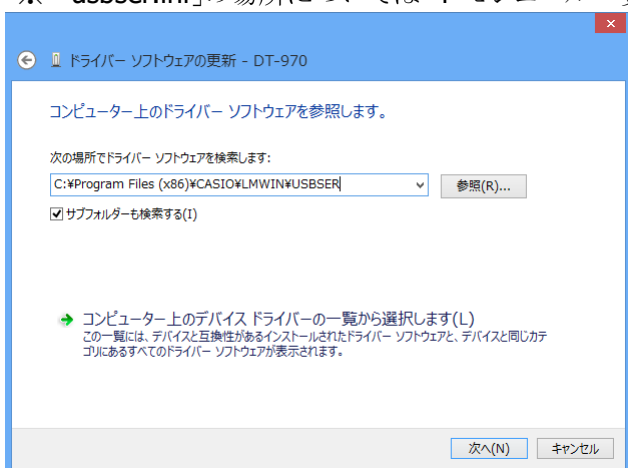 ドライバー ソフトウェアの更新 - DT-970
コンピューター上のドライバー ソフトウェアを参照します。
次の場所でドライバー ソフトウェアを検索します:
C:¥Program Files (x86)¥CASIO¥LMWIN¥USBSER
参照(R)...
サブフォルダーも検索する(I)
コンピューター上のデバイス ドライバーの一覧から選択します(L)
この一覧には、デバイスと互換性があるインストールされたドライバー ソフトウェアと、デバイスと同じカテ
ゴリにあるすべてのドライバー ソフトウェアが表示されます。
次へ(N)
キャンセル